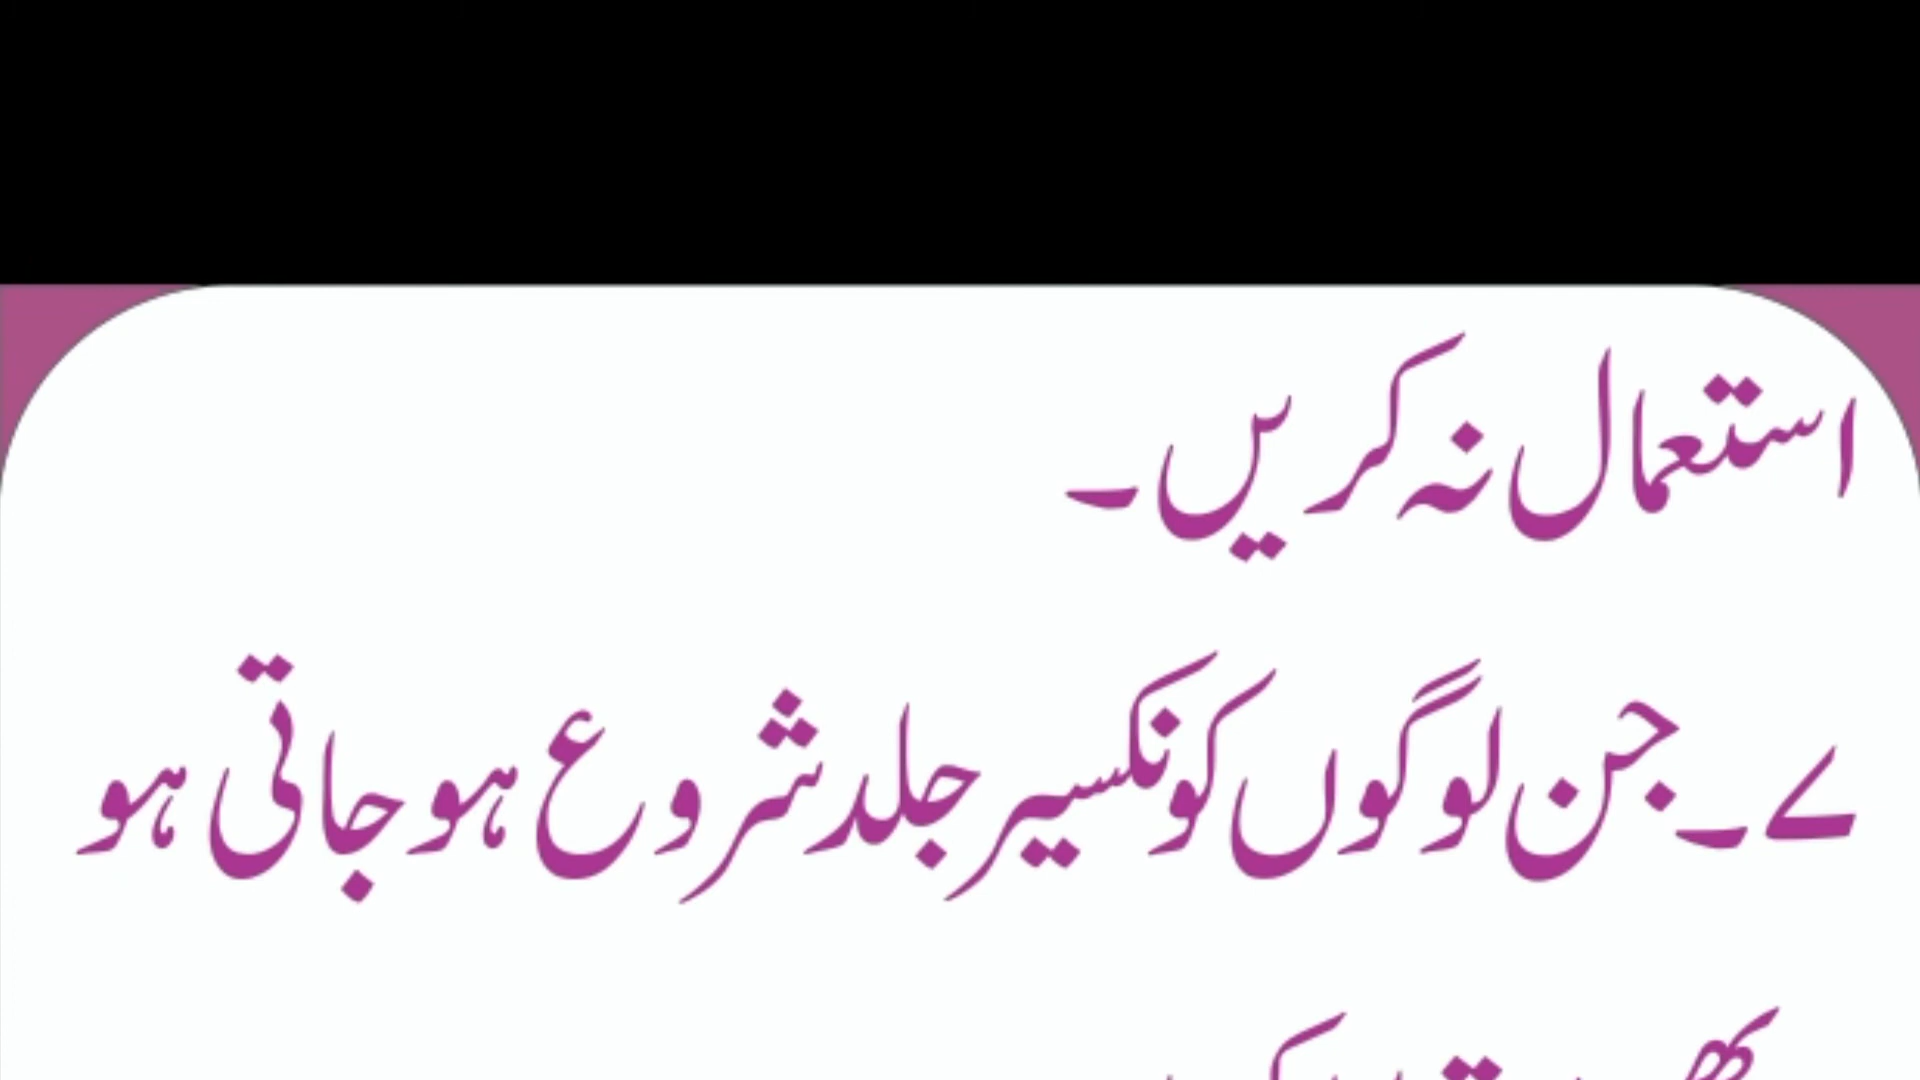 استعمال نہ کریں۔
۷۔جن لوگوں کو نکسیر جلد شروع ہو جاتی ہو